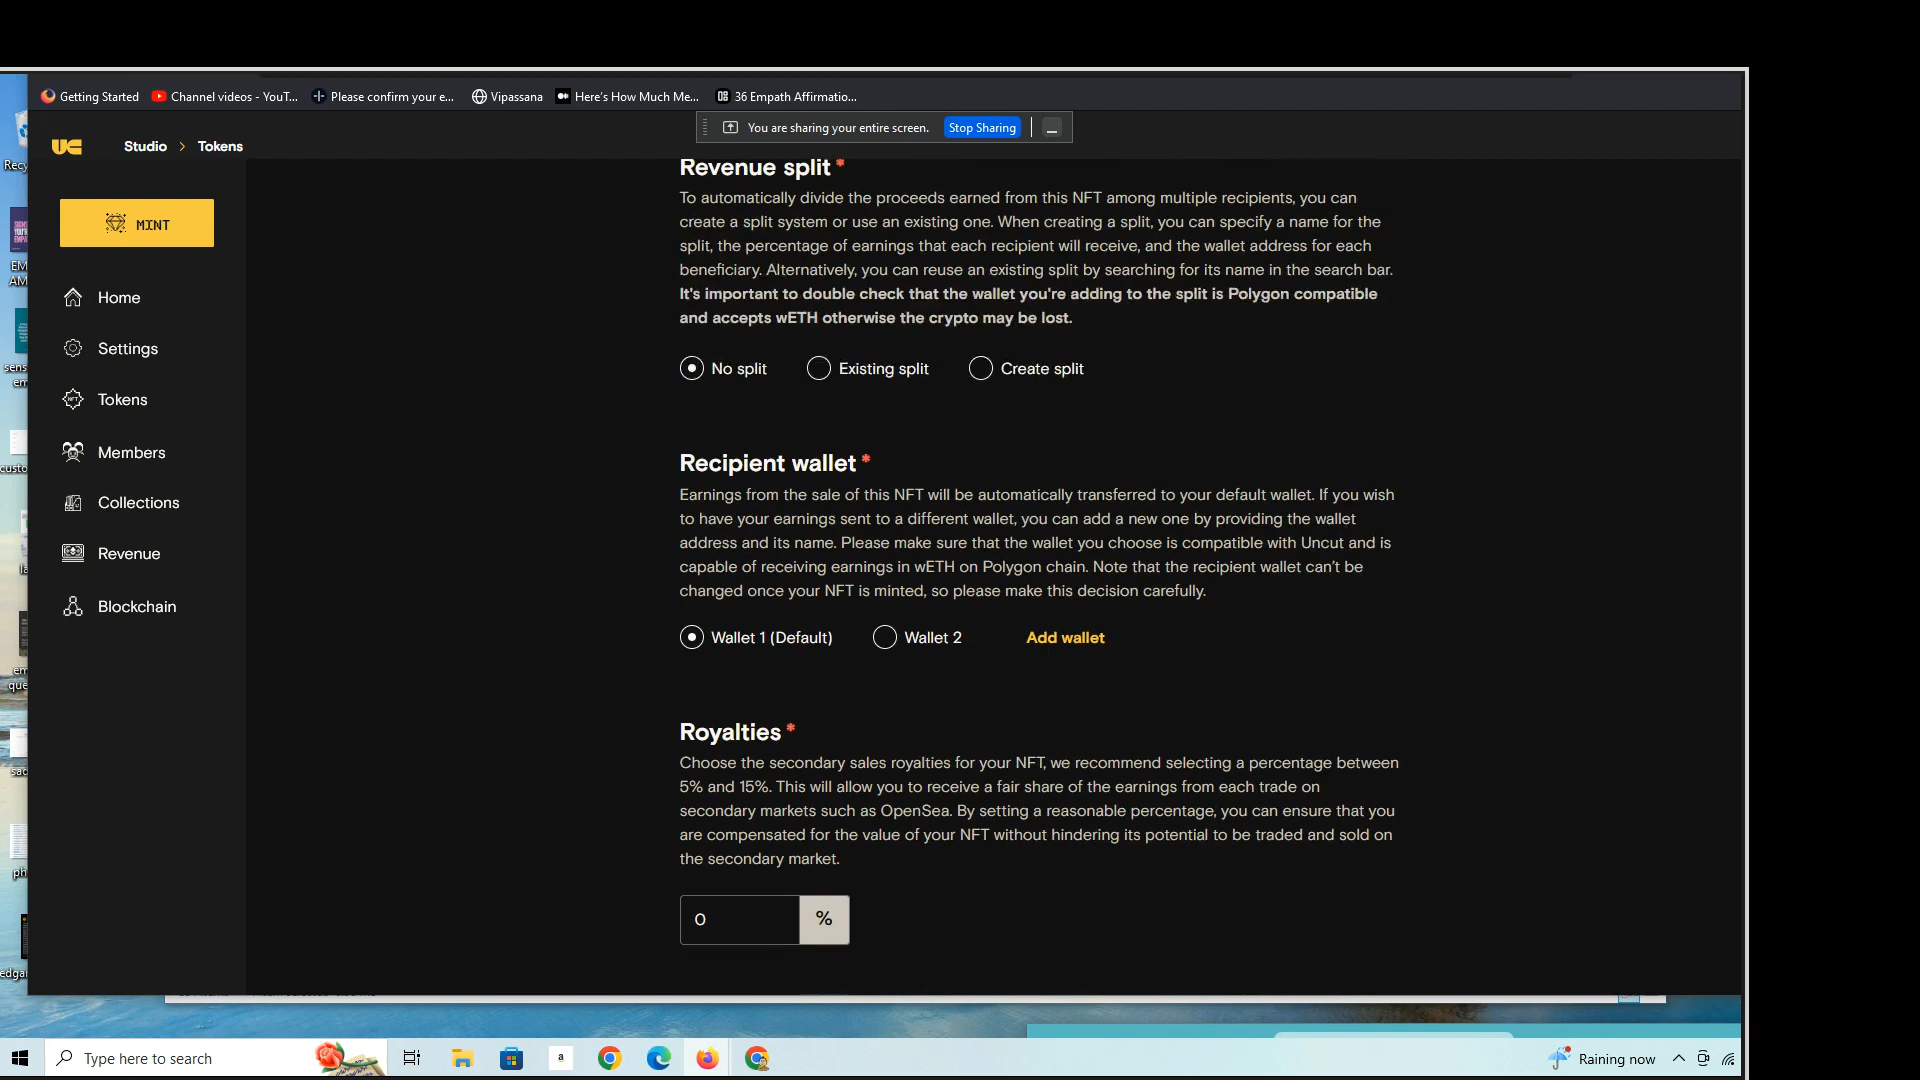 Getting Started
Channel videos - YouT...
Please confirm your e...
Vipassana
Here's How Much Me...
36 Empath Affirmatio...
You are sharing your entire screen.
Stop Sharing
UC
Studio > Tokens
MINT
Home
Settings
Tokens
Members
Collections
Revenue
Blockchain
Revenue split *
To automatically divide the proceeds earned from this NFT among multiple recipients, you can
create a split system or use an existing one. When creating a split, you can specify a name for the
split, the percentage of earnings that each recipient will receive, and the wallet address for each
beneficiary. Alternatively, you can reuse an existing split by searching for its name in the search bar.
It's important to double check that the wallet you're adding to the split is Polygon compatible
and accepts wETH otherwise the crypto may be lost.
No split
Existing split
Create split
Recipient wallet *
Earnings from the sale of this NFT will be automatically transferred to your default wallet. If you wish
to have your earnings sent to a different wallet, you can add a new one by providing the wallet
address and its name. Please make sure that the wallet you choose is compatible with Uncut and is
capable of receiving earnings in wETH on Polygon chain. Note that the recipient wallet can't be
changed once your NFT is minted, so please make this decision carefully.
Wallet 1 (Default)
Wallet 2
Add wallet
Royalties *
Choose the secondary sales royalties for your NFT, we recommend selecting a percentage between
5% and 15%. This will allow you to receive a fair share of the earnings from each trade on
secondary markets such as OpenSea. By setting a reasonable percentage, you can ensure that you
are compensated for the value of your NFT without hindering its potential to be traded and sold on
the secondary market.
0 %
Type here to search
a
Raining now